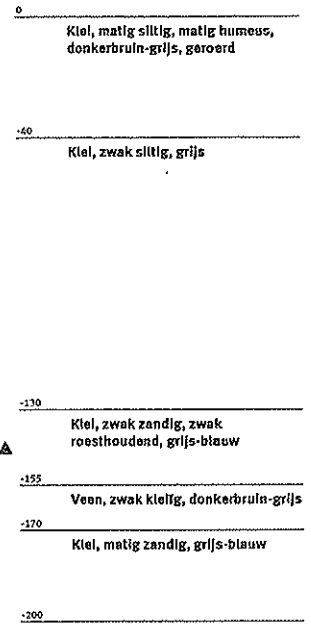 0
Klei, matig siltig, matig humeus,
donkerbruin-grijs, geroerd
-40
Klei, zwak siltig, grijs
-130
Klei, zwak zandig, zwak
roesthoudend, grijs-blauw
-155
Veen, zwak kleiïg, donkerbruin-grijs
-170
Klei, matig zandig, grijs-blauw
-200